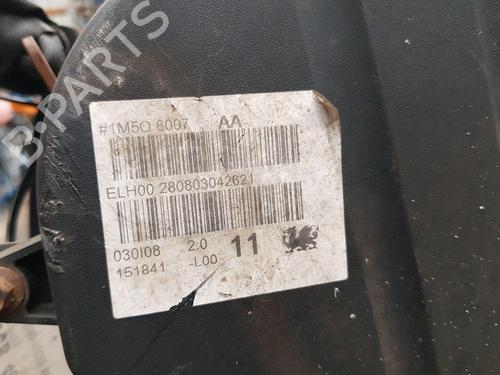 B-PARTS
#1M5Q 6007 AA
ELH00 280803042621
030I08 2.0 11
151841 -L00